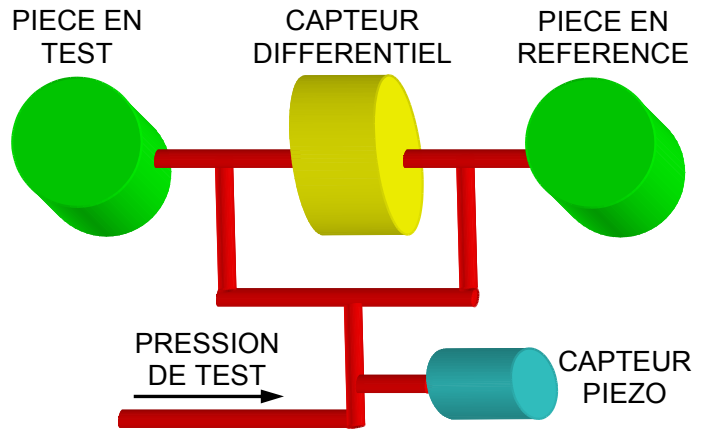 PIECE EN
TEST
CAPTEUR
DIFFERENTIEL
PIECE EN
REFERENCE
PRESSION
DE TEST
CAPTEUR
PIEZO